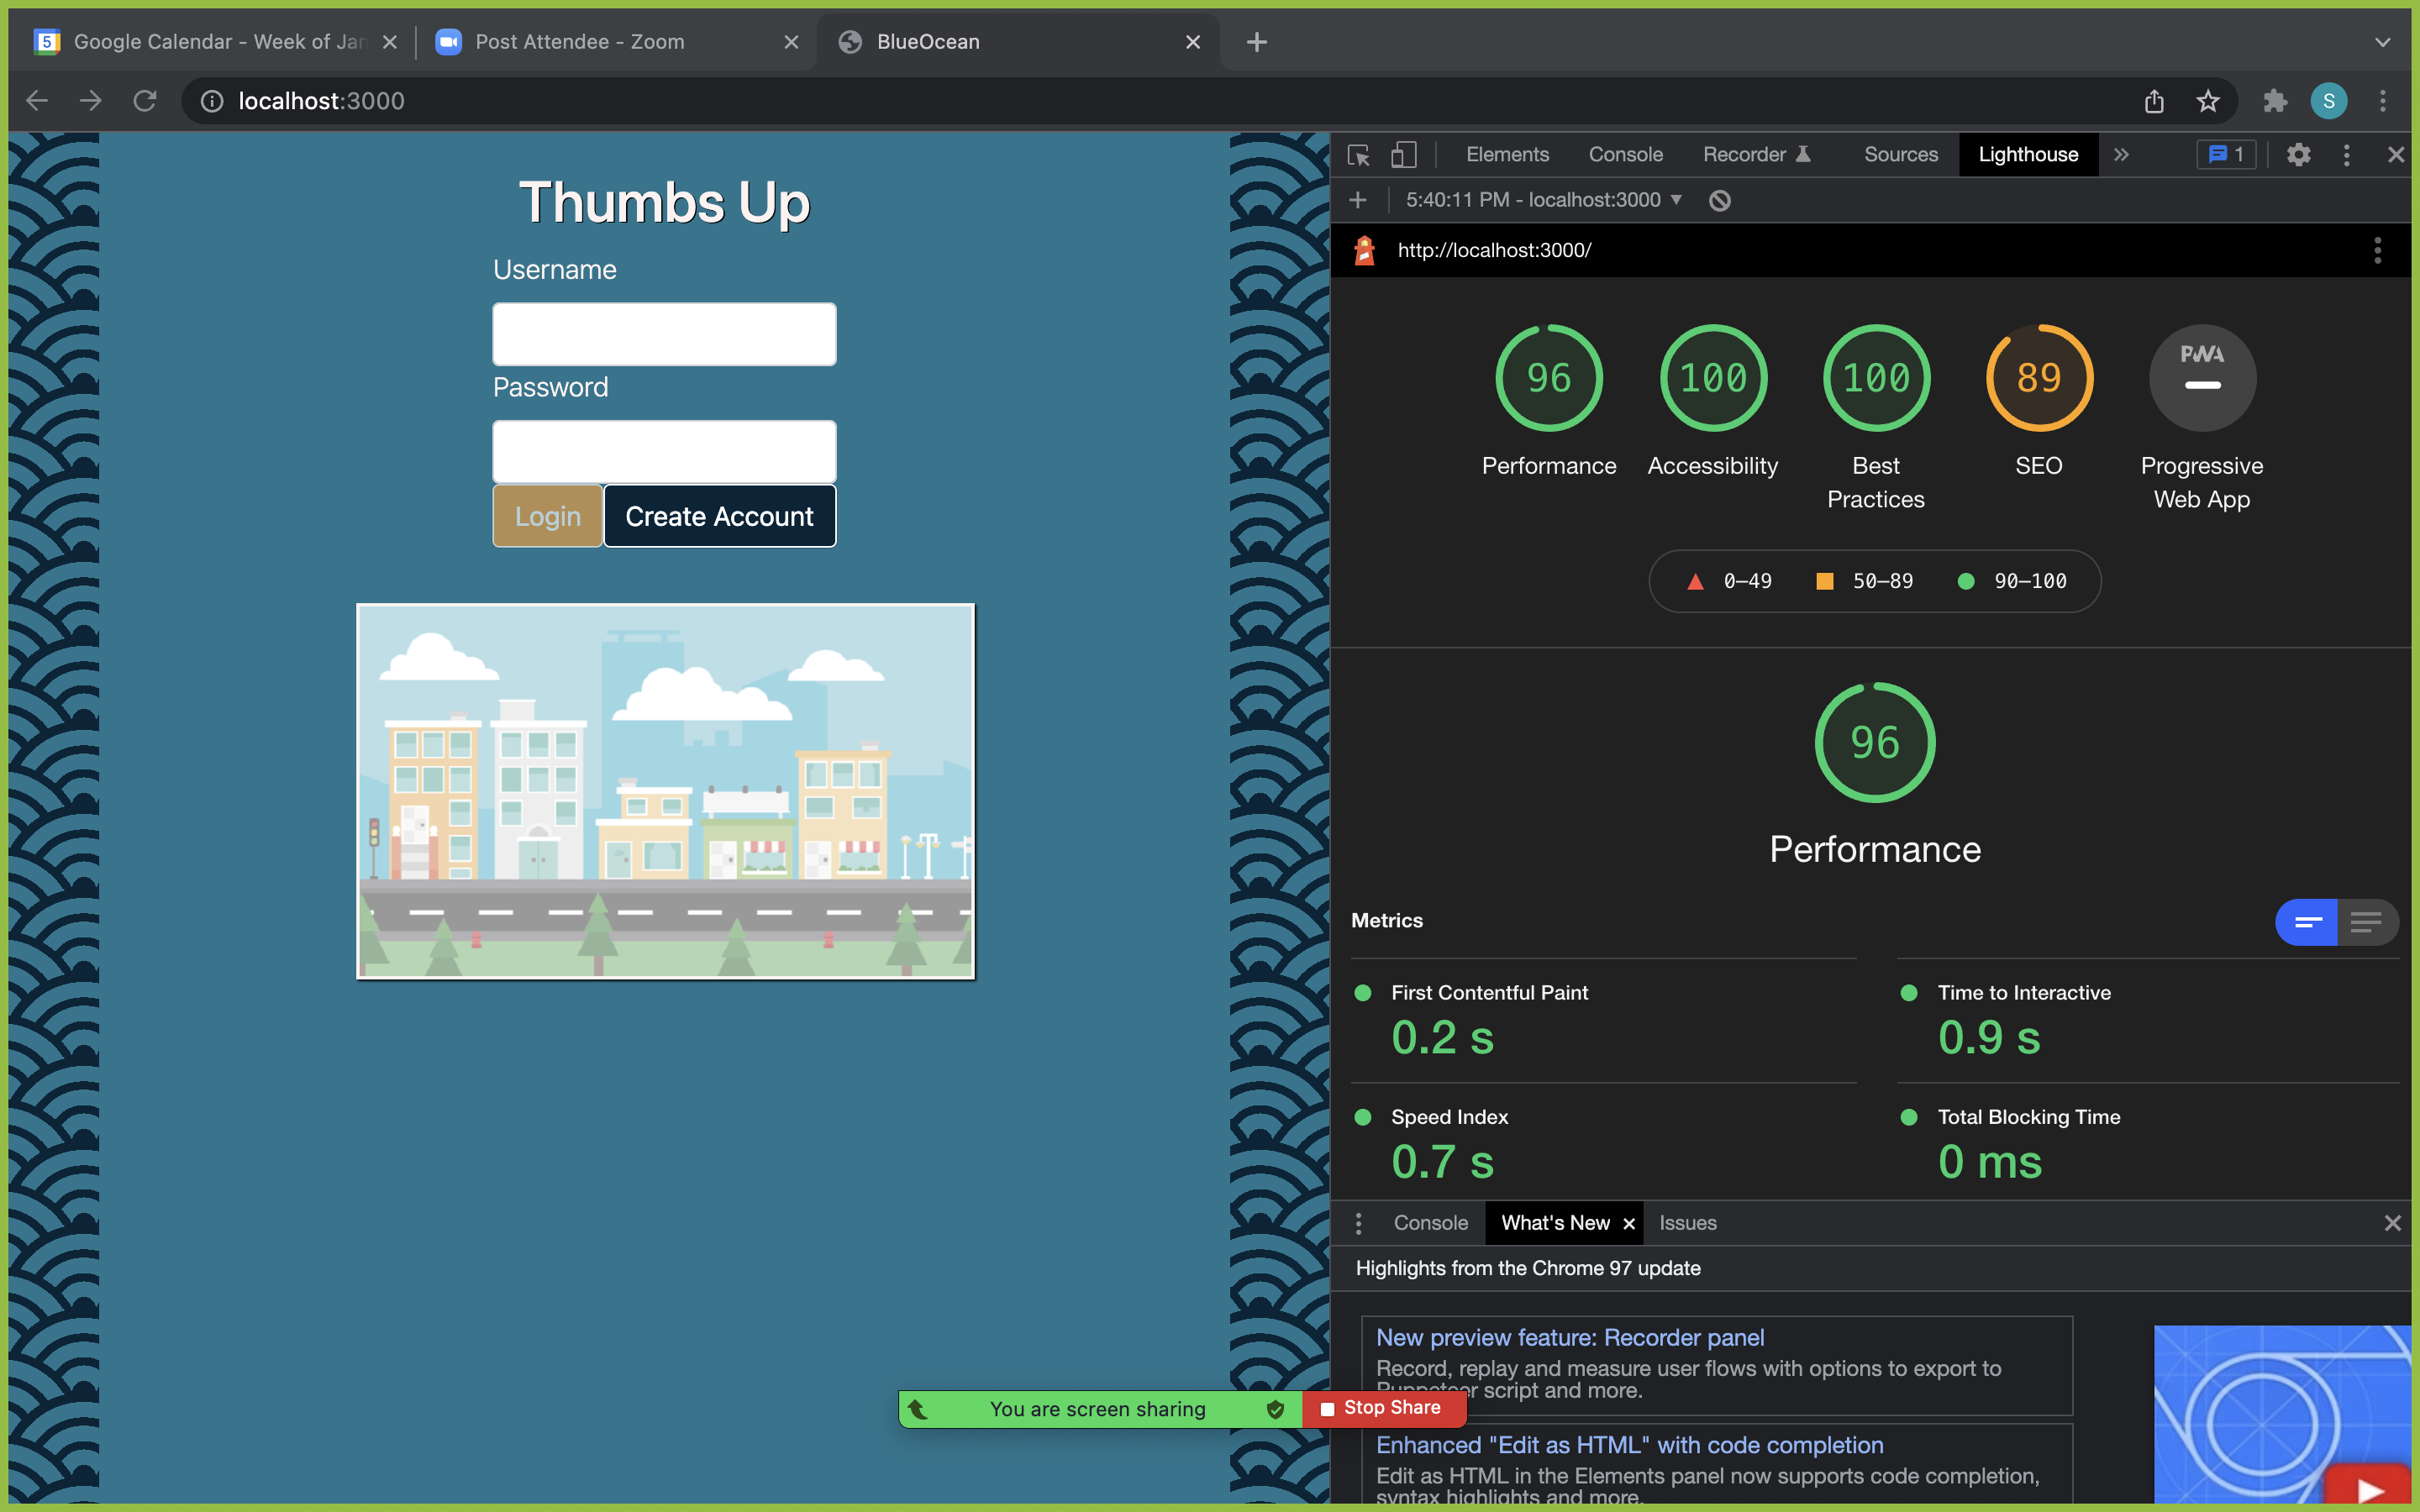 Google Calendar - Week of Jan
Post Attendee - Zoom
BlueOcean
localhost:3000
S
Thumbs Up
Username
Password
Login
Create Account
Elements
Console
Recorder
Sources
Lighthouse
1
5:40:11 PM - localhost:3000
http://localhost:3000/
96
100
100
89
PWA
Performance
Accessibility
Best
Practices
SEO
Progressive
Web App
0–49
50–89
90–100
96
Performance
Metrics
First Contentful Paint
0.2 s
Time to Interactive
0.9 s
Speed Index
0.7 s
Total Blocking Time
0 ms
Console
What's New
Issues
Highlights from the Chrome 97 update
New preview feature: Recorder panel
Record, replay and measure user flows with options to export to
Puppeteer script and more.
You are screen sharing
Stop Share
Enhanced "Edit as HTML" with code completion
Edit as HTML in the Elements panel now supports code completion,
syntax highlights and more.